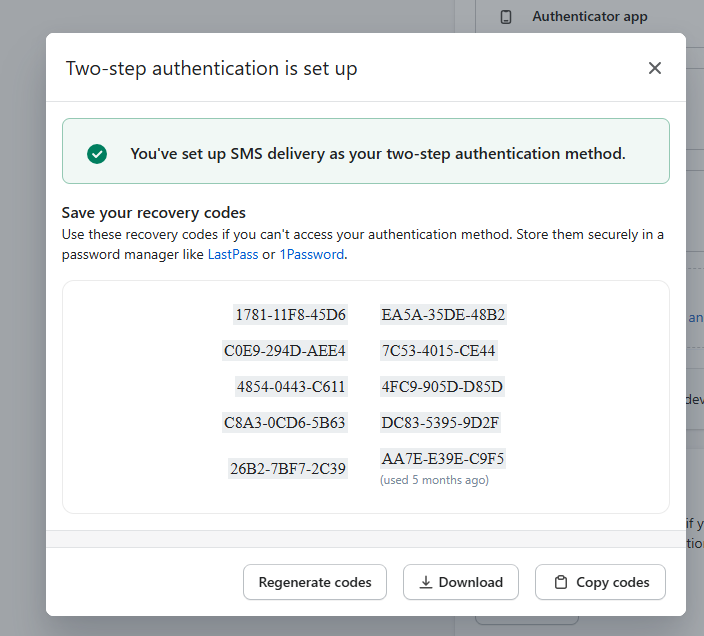 Authenticator app
Two-step authentication is set up
You've set up SMS delivery as your two-step authentication method.
Save your recovery codes
Use these recovery codes if you can't access your authentication method. Store them securely in a
password manager like LastPass or 1Password.
1781-11F8-45D6 EA5A-35DE-48B2
C0E9-294D-AEE4 7C53-4015-CE44
4854-0443-C611 4FC9-905D-D85D
C8A3-0CD6-5B63 DC83-5395-9D2F
26B2-7BF7-2C39 AA7E-E39E-C9F5
(used 5 months ago)
an
dev
if y
tion
Regenerate codes Download Copy codes